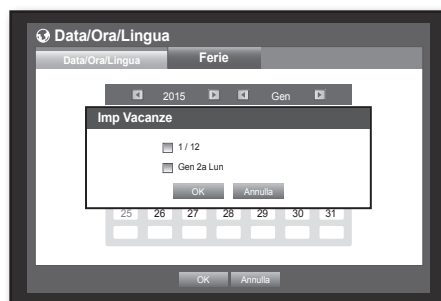 Data/Ora/Lingua
Data/Ora/Lingua Ferie
2015 Gen
Imp Vacanze
1 / 12
Gen 2a Lun
OK Annulla
25 26 27 28 29 30 31
OK Annulla